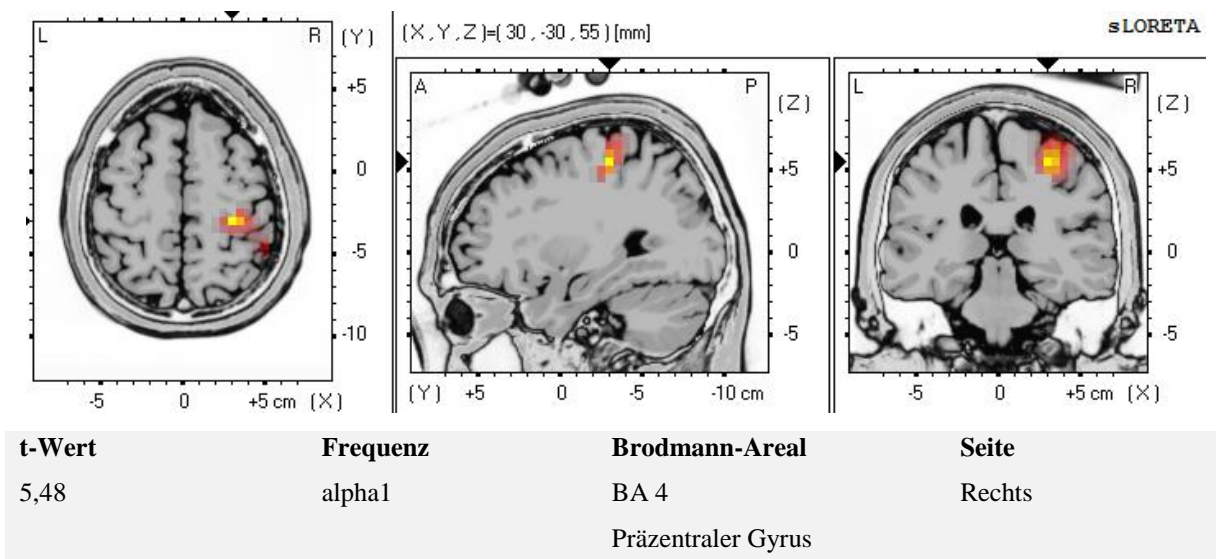 L R (Y) (X,Y,Z)=(30,-30,55)[mm] sLORETA
A P (Z) L R (Z)
+5
0
-5
-10
+5
0
-5
+5
0
-5
-5 0 +5 cm (X)
(Y) +5 0 -5 -10 cm
-5 0 +5 cm (X)
t-Wert Frequenz Brodmann-Areal Seite
5,48 alpha1 BA 4 Rechts
Präzentraler Gyrus